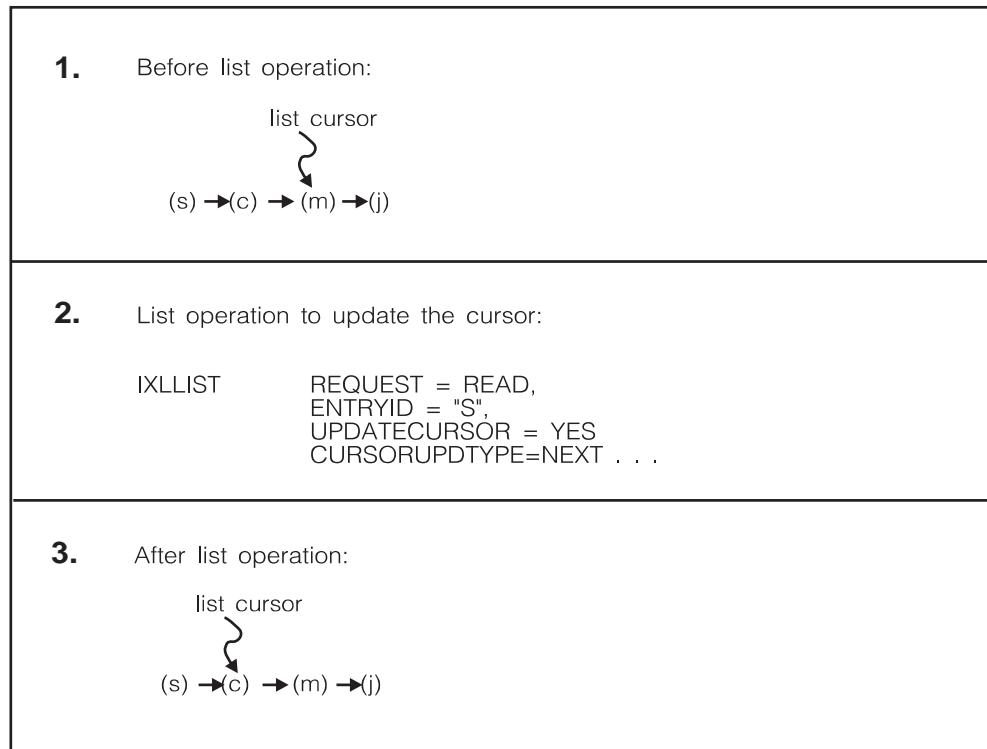 1. Before list operation:
list cursor
(s) → (c) → (m) → (j)
2. List operation to update the cursor:
IXLLIST REQUEST = READ,
ENTRYID = "S",
UPDATECURSOR = YES
CURSORUPDTYPE=NEXT . . .
3. After list operation:
list cursor
(s) → (c) → (m) → (j)